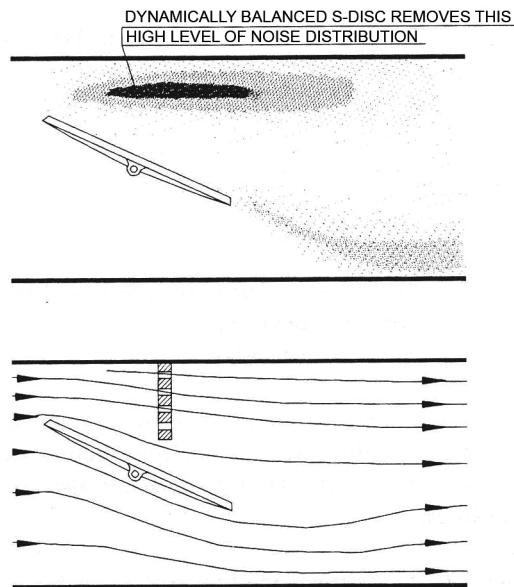 DYNAMICALLY BALANCED S-DISC REMOVES THIS
HIGH LEVEL OF NOISE DISTRIBUTION